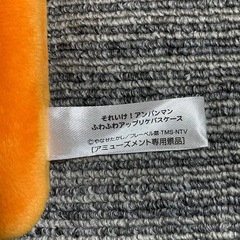 それいけ！アンパンマン
ふわふわアップリケパスケース
©やなせたかし／フレーベル館・TMS・NTV
［アミューズメント専用景品］